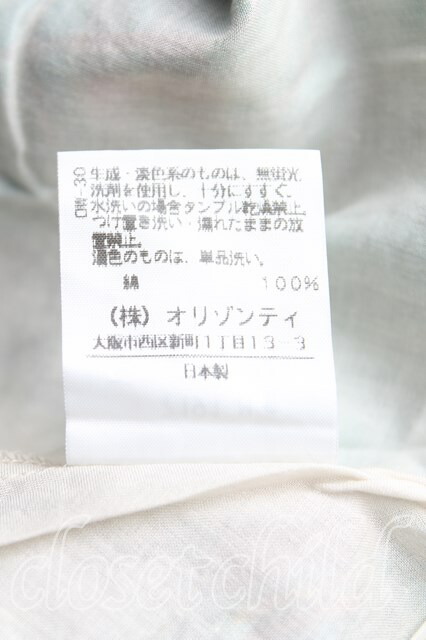 生成・淡色系のものは、無蛍光
洗剤を使用し、十分にすすぐ。
水洗いの場合タンブル乾燥禁止。
つけ置き洗い・濡れたままの放
置禁止。
濃色のものは、単品洗い。
綿 100%
(株) オリゾンティ
大阪市西区新町1丁目13-3
日本製
closet child